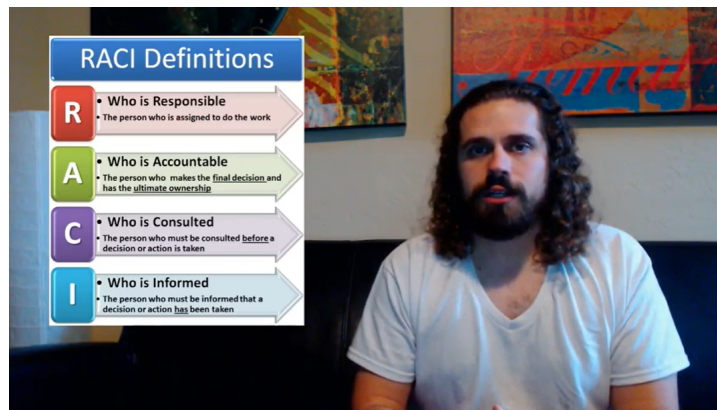 RACI Definitions
R
• Who is Responsible
• The person who is assigned to do the work
A
• Who is Accountable
• The person who makes the final decision and
has the ultimate ownership
C
• Who is Consulted
• The person who must be consulted before a
decision or action is taken
I
• Who is Informed
• The person who must be informed that a
decision or action has been taken